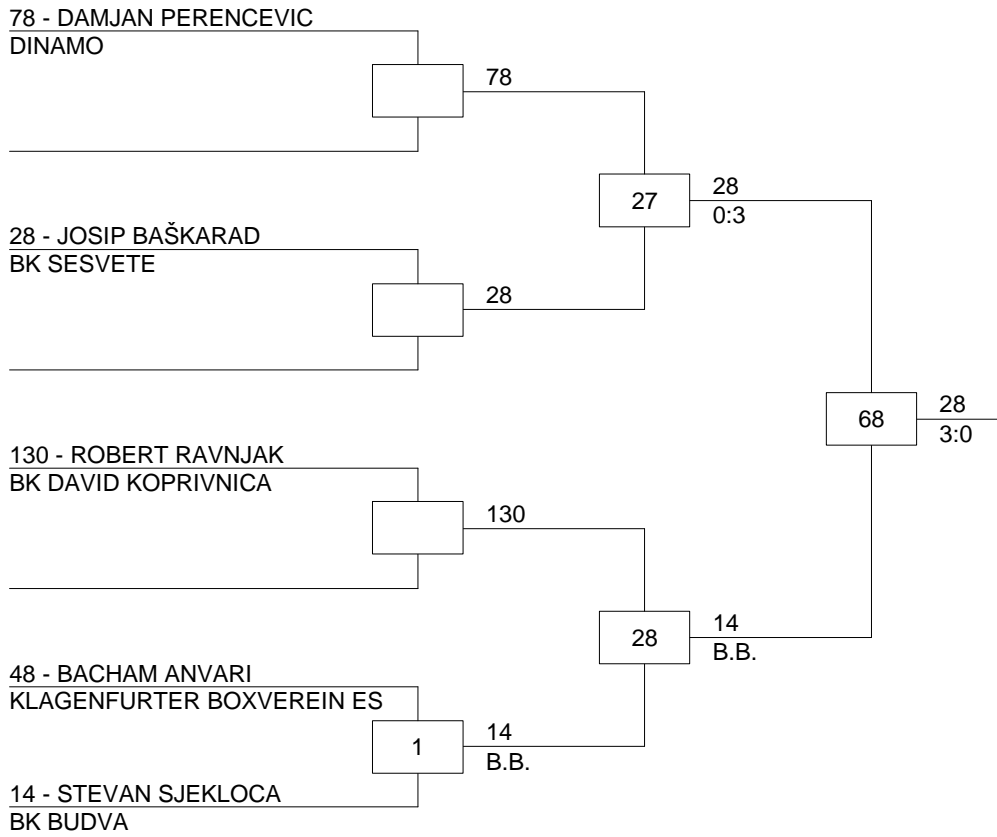 78 - DAMJAN PERENCEVIC
DINAMO
78
27
28
0:3
28 - JOSIP BAŠKARAD
BK SESVETE
28
68
28
3:0
130 - ROBERT RAVNJAK
BK DAVID KOPRIVNICA
130
28
14
B.B.
48 - BACHAM ANVARI
KLAGENFURTER BOXVEREIN ES
1
14
B.B.
14 - STEVAN SJEKLOCA
BK BUDVA